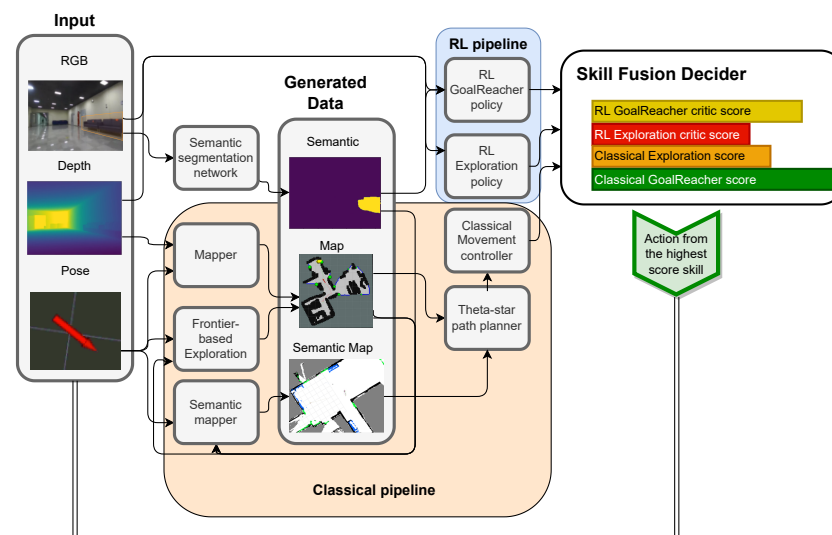 Input
RGB
Depth
Pose
Semantic
segmentation
network
Mapper
Frontier-
based
Exploration
Semantic
mapper
Generated
Data
Semantic
Map
Semantic Map
Classical pipeline
RL pipeline
RL
GoalReacher
policy
RL
Exploration
policy
Classical
Movement
controller
Theta-star
path planner
Skill Fusion Decider
RL GoalReacher critic score
RL Exploration critic score
Classical Exploration score
Classical GoalReacher score
Action from
the highest
score skill